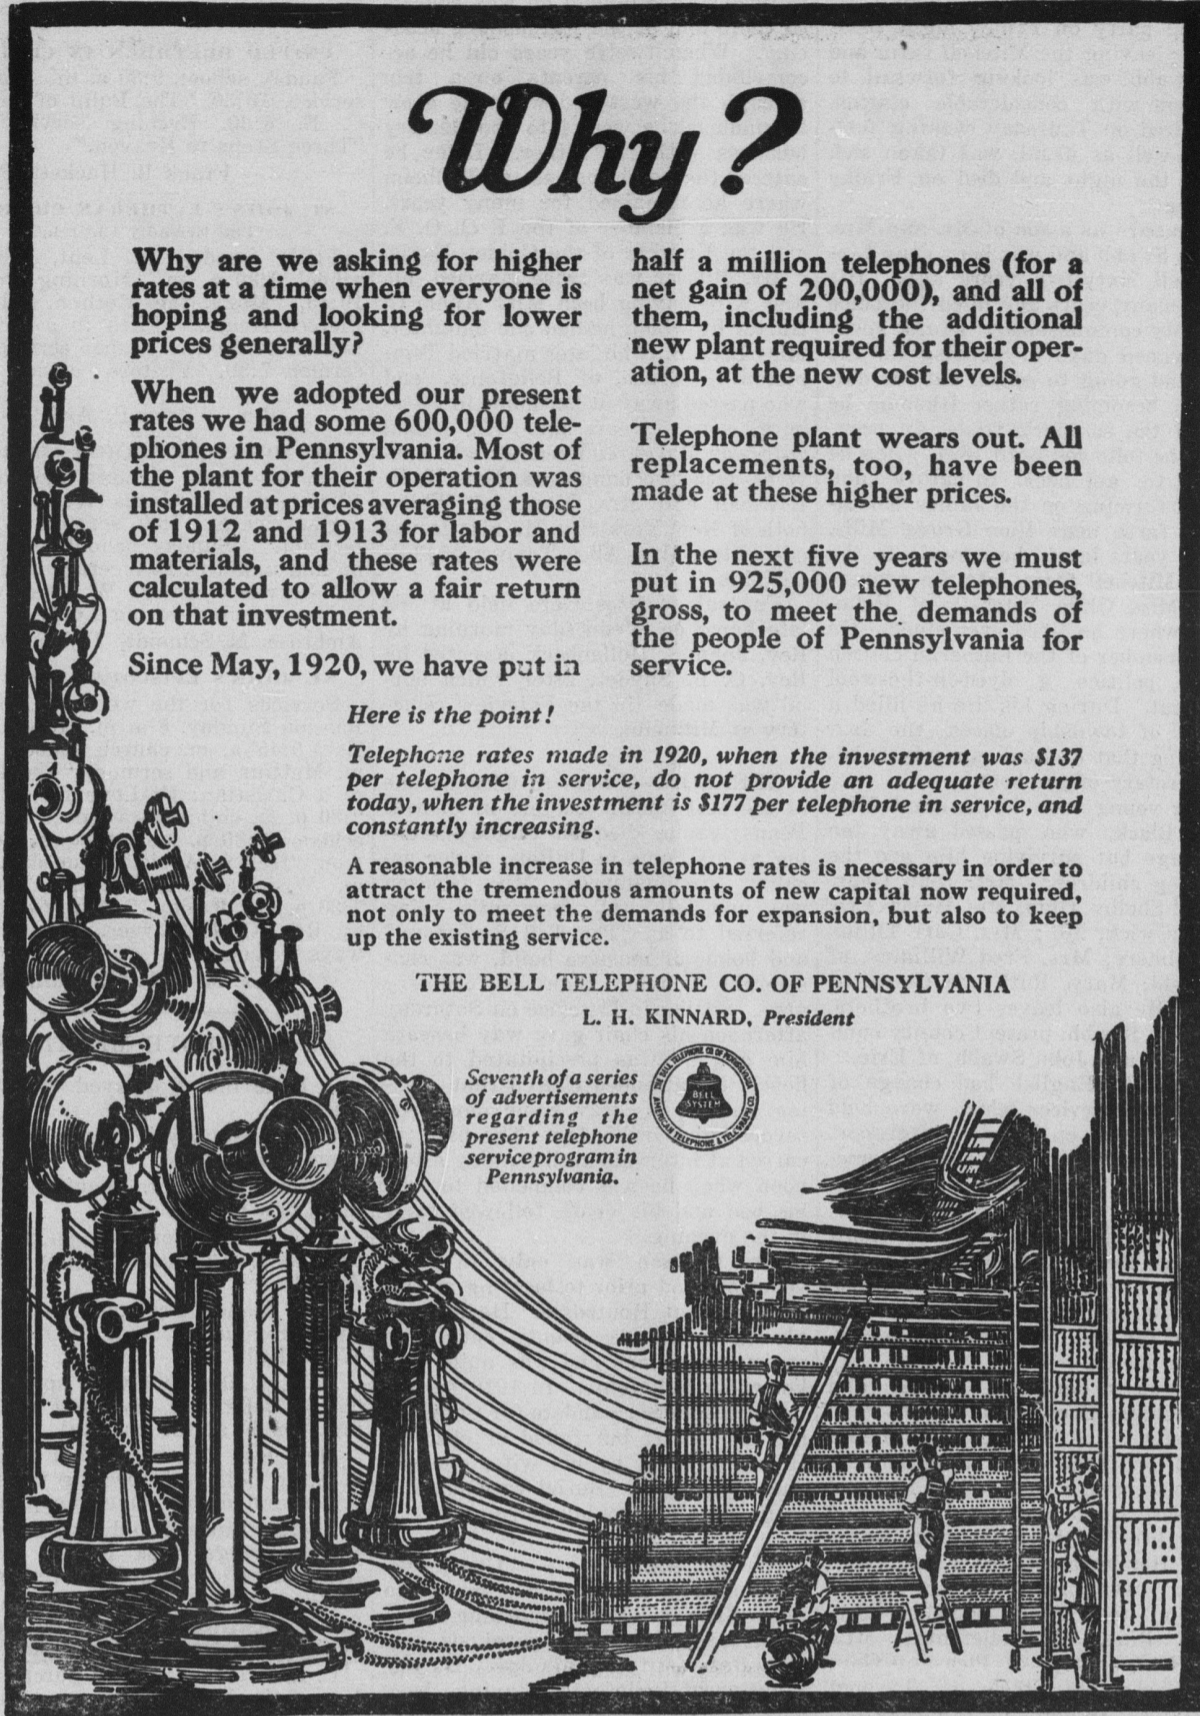 Why?
Why are we asking for higher
rates at a time when everyone is
hoping and looking for lower
prices generally?
When we adopted our present
rates we had some 600,000 tele-
phones in Pennsylvania. Most of
the plant for their operation was
installed at prices averaging those
of 1912 and 1913 for labor and
materials, and these rates were
calculated to allow a fair return
on that investment.
Since May, 1920, we have put in
half a million telephones (for a
net gain of 200,000), and all of
them, including the additional
new plant required for their oper-
ation, at the new cost levels.
Telephone plant wears out. All
replacements, too, have been
made at these higher prices.
In the next five years we must
put in 925,000 new telephones,
gross, to meet the demands of
the people of Pennsylvania for
service.
Here is the point!
Telephone rates made in 1920, when the investment was $137
per telephone in service, do not provide an adequate return
today, when the investment is $177 per telephone in service, and
constantly increasing.
A reasonable increase in telephone rates is necessary in order to
attract the tremendous amounts of new capital now required,
not only to meet the demands for expansion, but also to keep
up the existing service.
THE BELL TELEPHONE CO. OF PENNSYLVANIA
L. H. KINNARD, President
Seventh of a series
of advertisements
regarding the
present telephone
service program in
Pennsylvania.
THE BELL TELEPHONE CO OF PENNSYLVANIA
BELL
SYSTEM
AMERICAN TELEPHONE & TELEGRAPH CO.